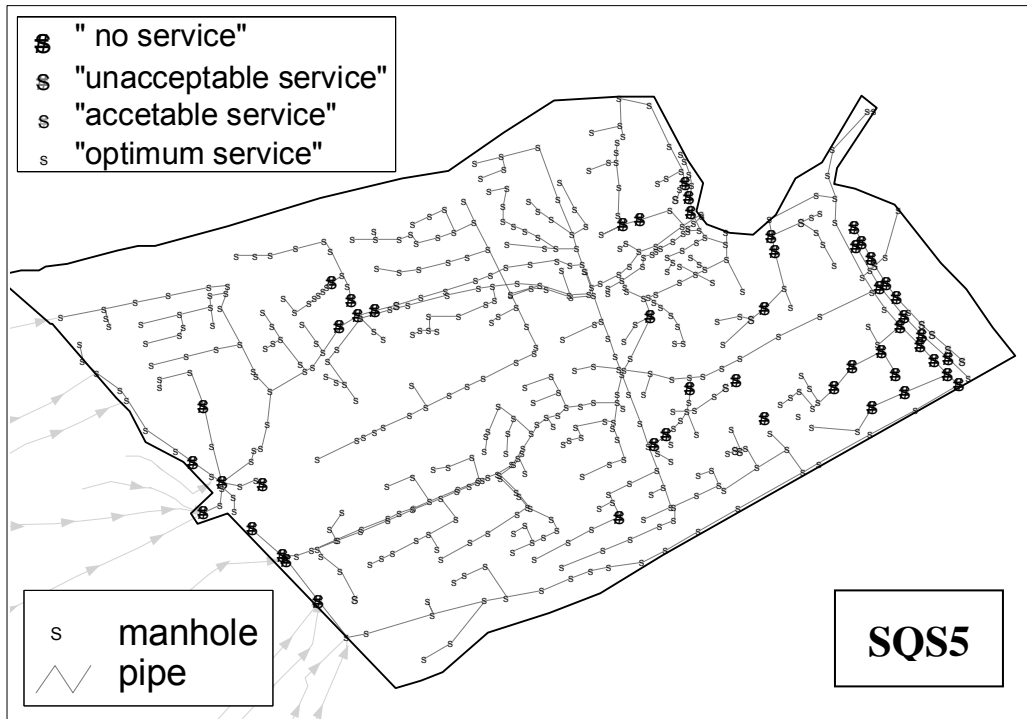 " no service"
"unacceptable service"
"accetable service"
"optimum service"
s manhole
pipe
SQS5